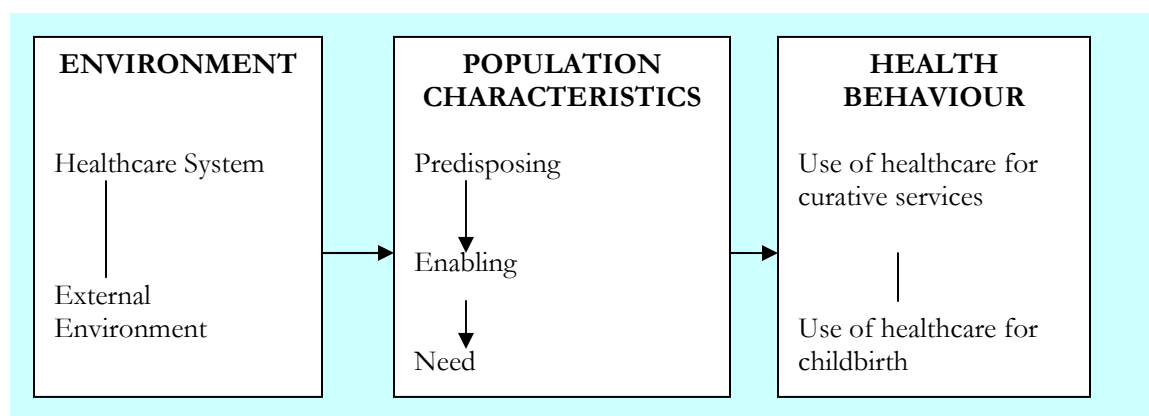 ENVIRONMENT
Healthcare System
External
Environment
POPULATION
CHARACTERISTICS
Predisposing
Enabling
Need
HEALTH
BEHAVIOUR
Use of healthcare for
curative services
Use of healthcare for
childbirth